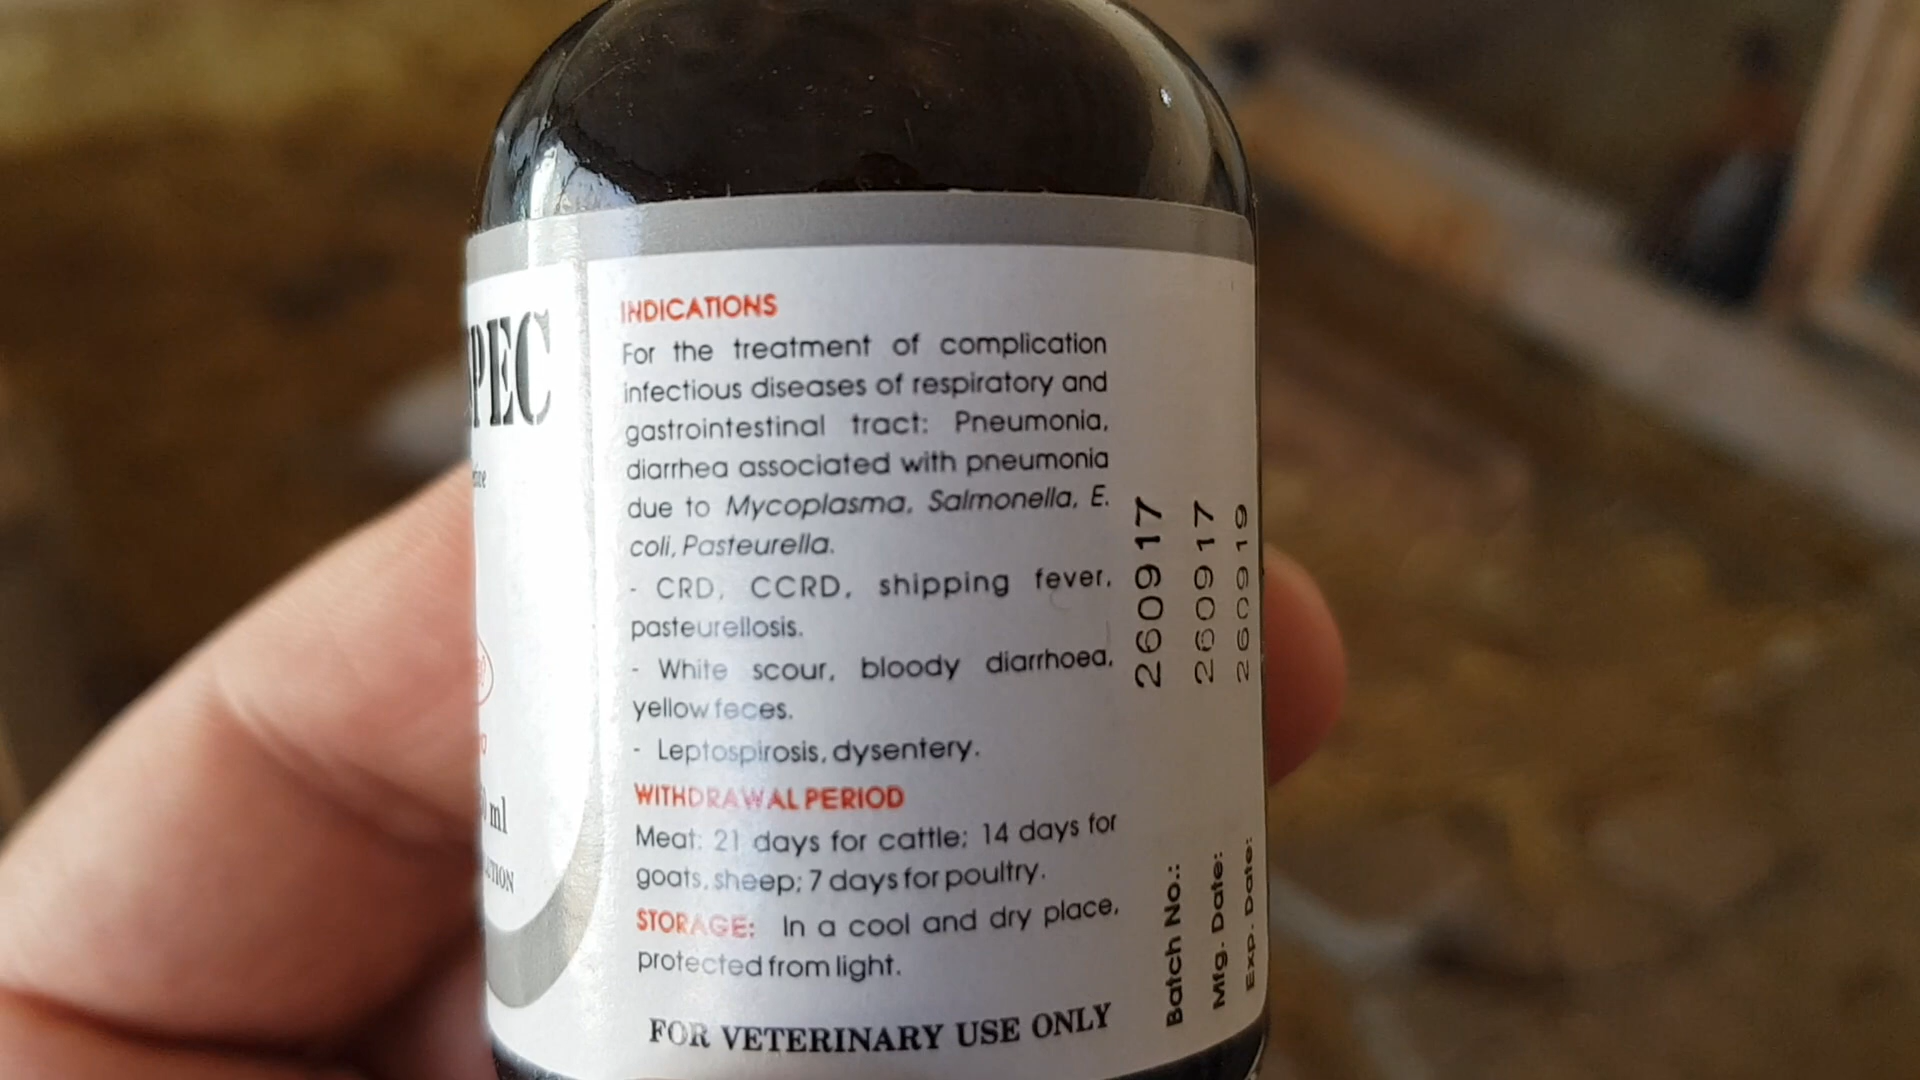 PEC
ml
INDICATIONS
For the treatment of complication
infectious diseases of respiratory and
gastrointestinal tract: Pneumonia,
diarrhea associated with pneumonia
due to Mycoplasma, Salmonella, E.
coli, Pasteurella.
- CRD, CCRD, shipping fever,
pasteurellosis.
- White scour, bloody diarrhoea,
yellow feces.
- Leptospirosis, dysentery.
WITHDRAWAL PERIOD
Meat: 21 days for cattle; 14 days for
goats, sheep; 7 days for poultry.
STORAGE: In a cool and dry place,
protected from light.
FOR VETERINARY USE ONLY
Batch No.: 260917
Mfg. Date: 260917
Exp. Date: 260919